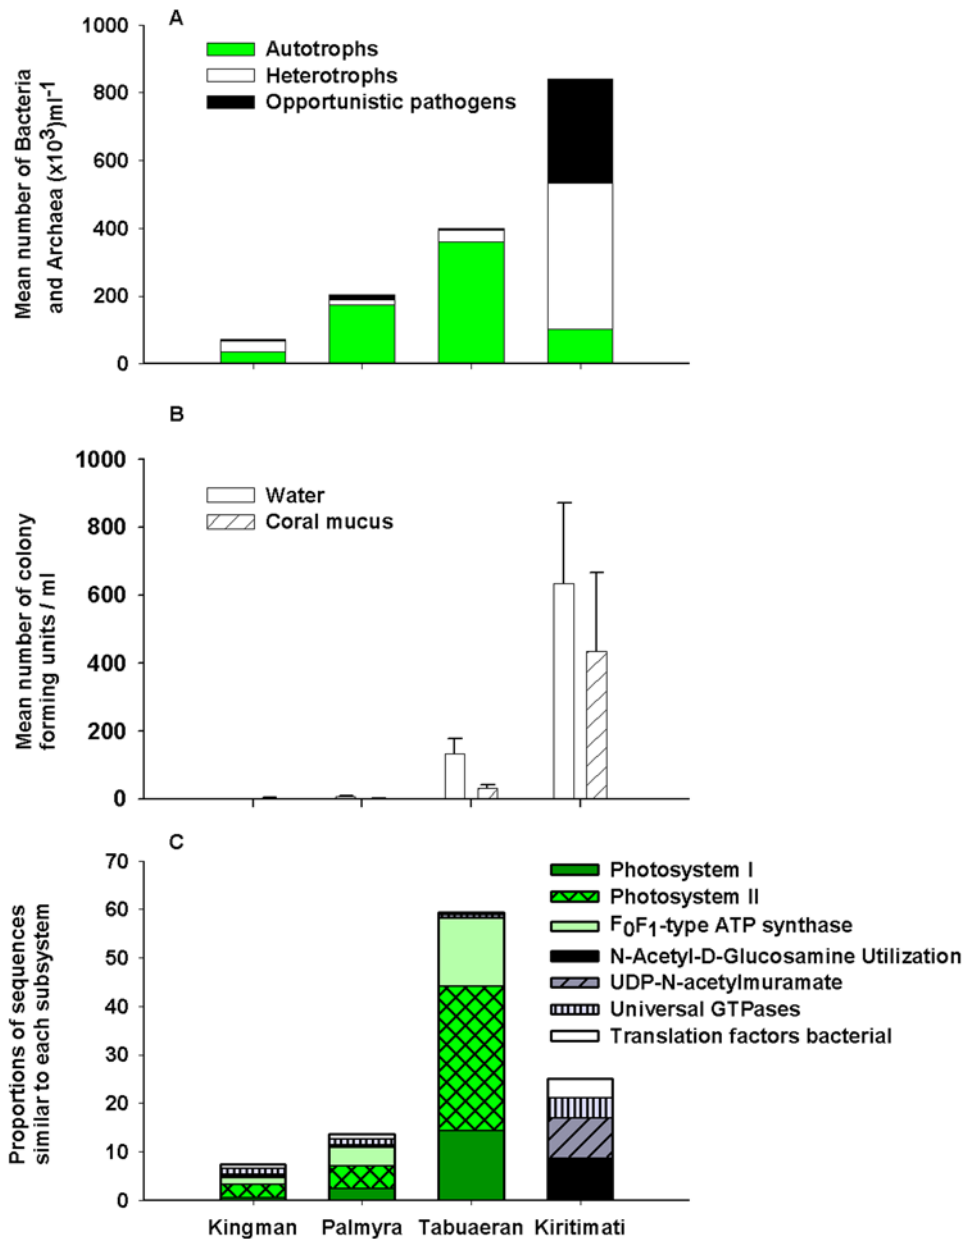 A
1000
800
600
400
200
0
Mean number of Bacteria
and Archaea (x10³)ml⁻¹
Autotrophs
Heterotrophs
Opportunistic pathogens
B
1000
800
600
400
200
0
Mean number of colony
forming units / ml
Water
Coral mucus
C
70
60
50
40
30
20
10
0
Proportions of sequences
similar to each subsystem
Photosystem I
Photosystem II
F₀F₁-type ATP synthase
N-Acetyl-D-Glucosamine Utilization
UDP-N-acetylmuramate
Universal GTPases
Translation factors bacterial
Kingman Palmyra Tabuaeran Kiritimati